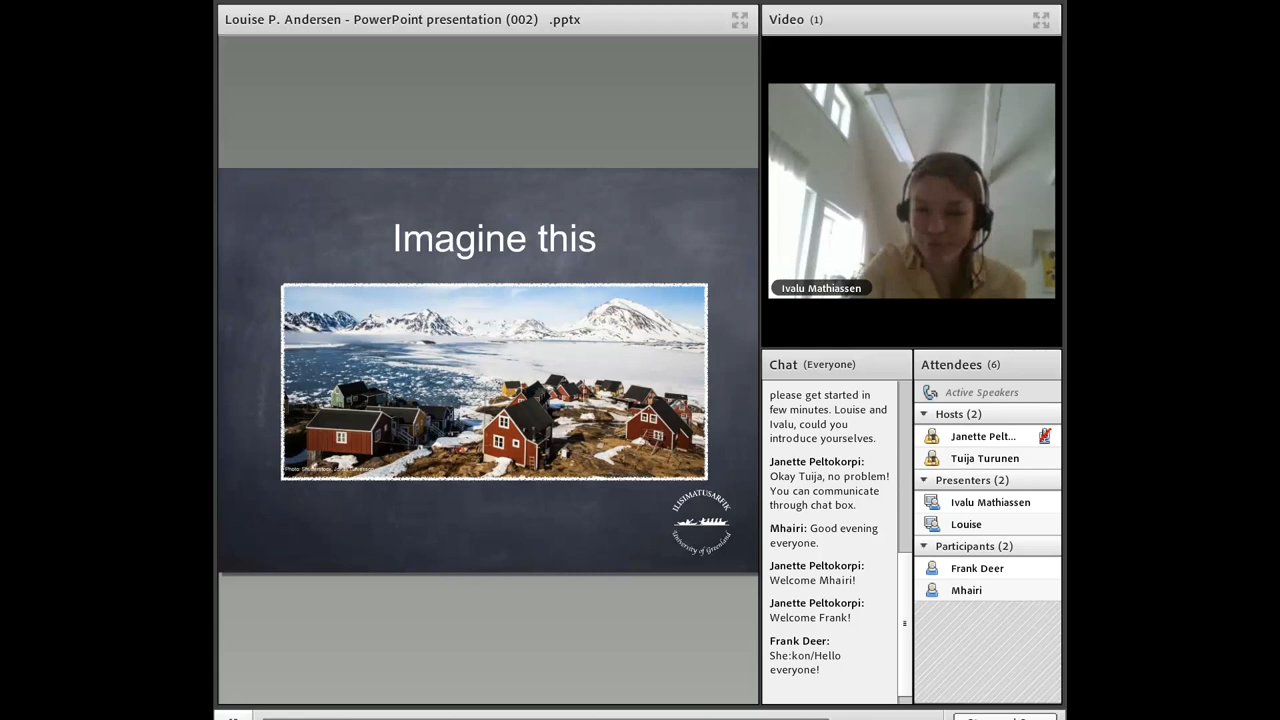 Louise P. Andersen - PowerPoint presentation (002) .pptx
Imagine this
ILISIMATUSARFIK
University of Greenland
Video (1)
Ivalu Mathiassen
Chat (Everyone)
please get started in
few minutes. Louise and
Ivalu, could you
introduce yourselves.
Janette Peltokorpi:
Okay Tuija, no problem!
You can communicate
through chat box.
Mhairi: Good evening
everyone.
Janette Peltokorpi:
Welcome Mhairi!
Janette Peltokorpi:
Welcome Frank!
Frank Deer:
She:kon/Hello
everyone!
Attendees (6)
Active Speakers
Hosts (2)
Janette Pelt...
Tuija Turunen
Presenters (2)
Ivalu Mathiassen
Louise
Participants (2)
Frank Deer
Mhairi